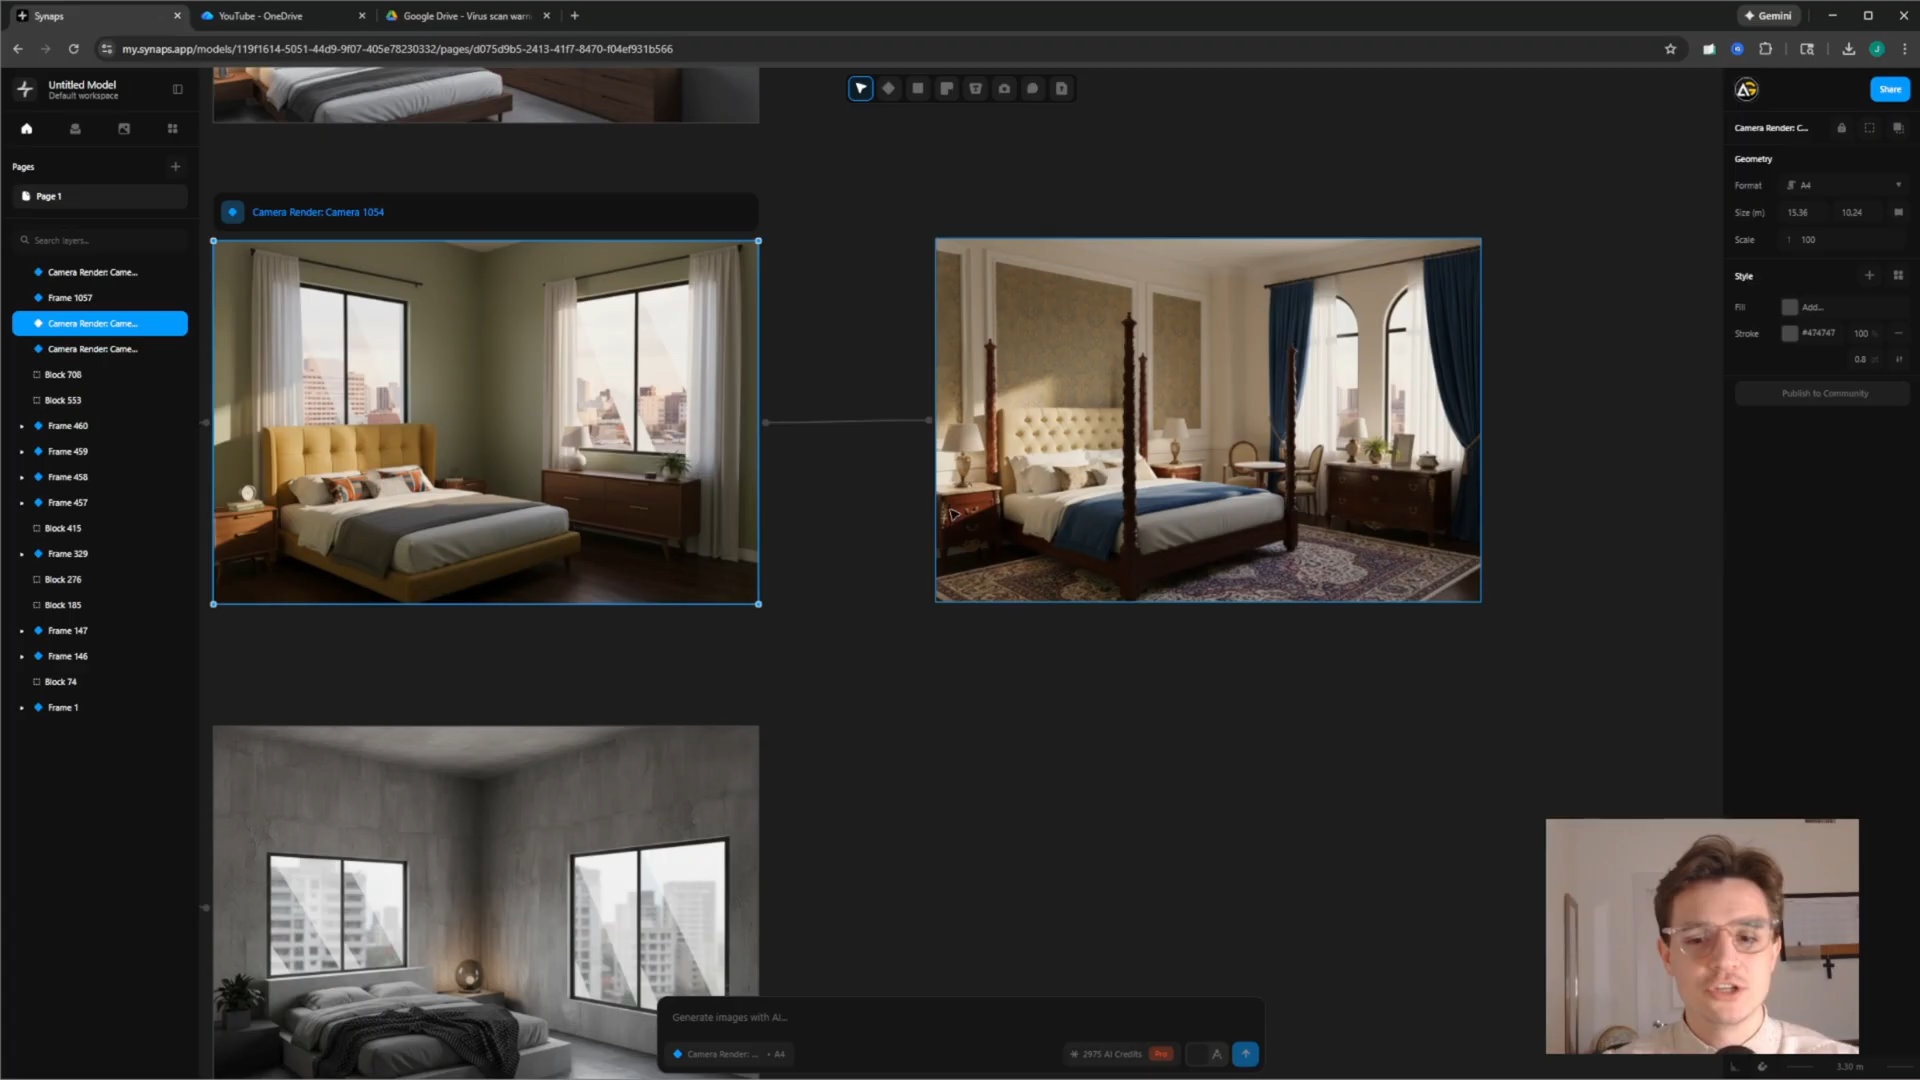 Synaps
YouTube - OneDrive
Google Drive - Virus scan warn
Gemini
my.synaps.app/models/119f1614-5051-44d9-9f07-405e78230332/pages/d075d9b5-2413-41f7-8470-f04ef931b566
Untitled Model
Default workspace
Share
Pages
Page 1
Search layers...
Camera Render: Came...
Frame 1057
Camera Render: Came...
Camera Render: Came...
Block 708
Block 553
Frame 460
Frame 459
Frame 458
Frame 457
Block 415
Frame 329
Block 276
Block 185
Frame 147
Frame 146
Block 74
Frame 1
Camera Render: Camera 1054
Camera Render: C...
Geometry
Format A4
Size (m) 15.36 10.24
Scale 1 100
Style
Fill Add...
Stroke #474747 100
0.8
Publish to Community
Generate images with AI...
Camera Render: ... • A4
2975 AI Credits Pro
3.30 m